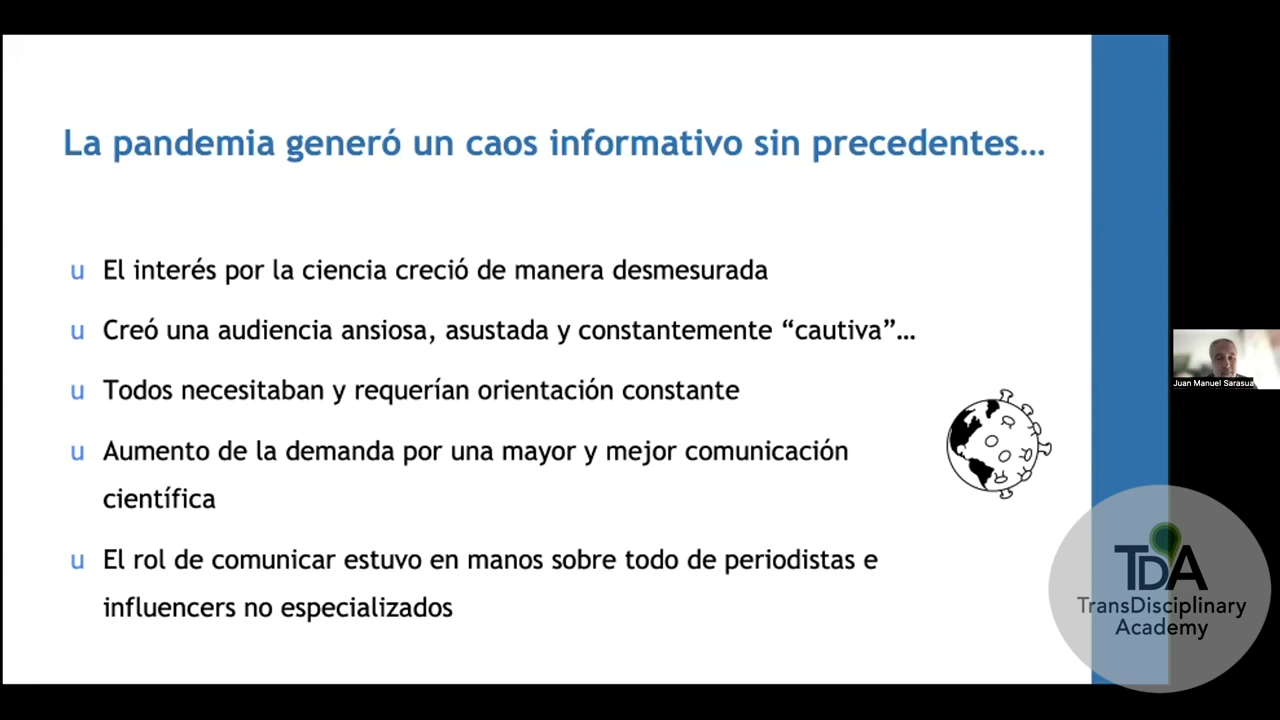 La pandemia generó un caos informativo sin precedentes...
u El interés por la ciencia creció de manera desmesurada
u Creó una audiencia ansiosa, asustada y constantemente “cautiva”...
u Todos necesitaban y requerían orientación constante
u Aumento de la demanda por una mayor y mejor comunicación
científica
u El rol de comunicar estuvo en manos sobre todo de periodistas e
influencers no especializados
Juan Manuel Sarasua
TDA
TransDisciplinary
Academy